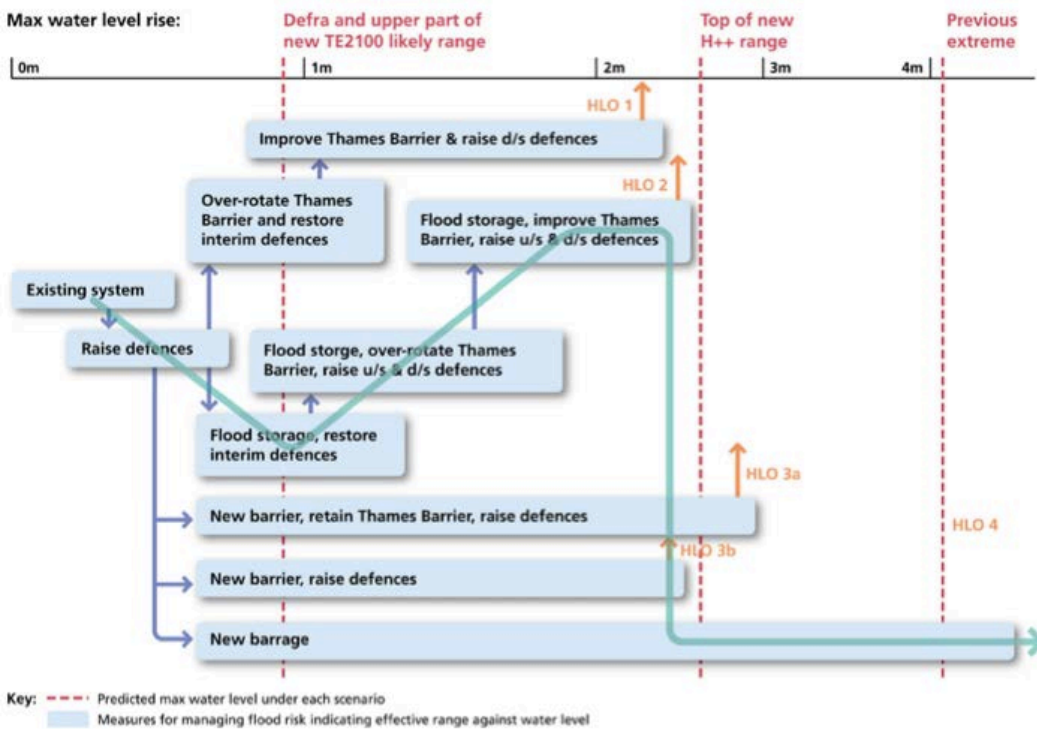 Max water level rise:
Defra and upper part of
new TE2100 likely range
Top of new
H++ range
Previous
extreme
0m
1m
2m
3m
4m
HLO 1
Improve Thames Barrier & raise d/s defences
HLO 2
Over-rotate Thames
Barrier and restore
interim defences
Flood storage, improve Thames
Barrier, raise u/s & d/s defences
Existing system
Raise defences
Flood storge, over-rotate Thames
Barrier, raise u/s & d/s defences
Flood storage, restore
interim defences
HLO 3a
New barrier, retain Thames Barrier, raise defences
HLO 4
HLO 3b
New barrier, raise defences
New barrage
Key:
Predicted max water level under each scenario
Measures for managing flood risk indicating effective range against water level